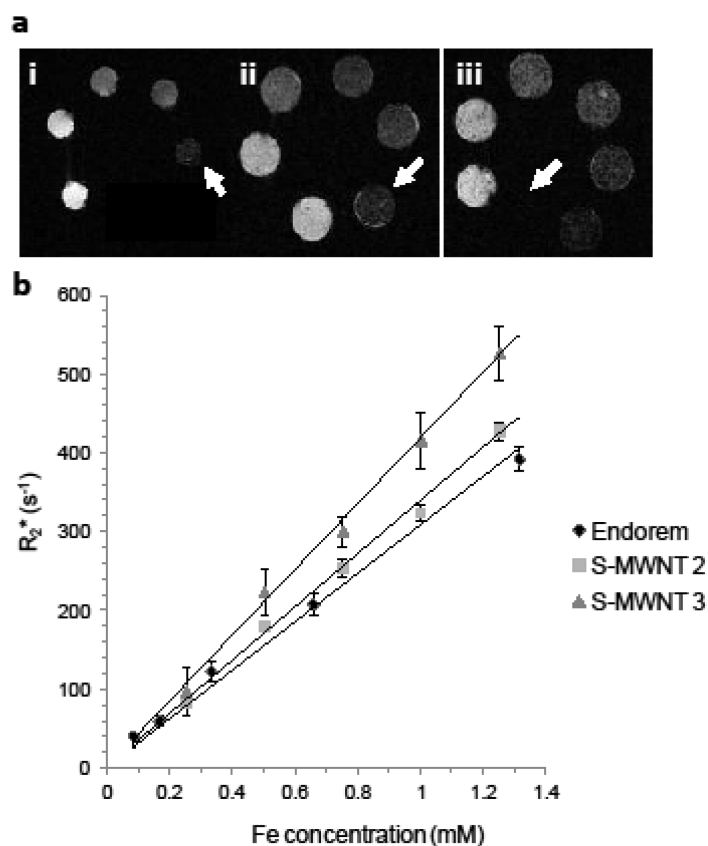 a
i
ii
iii
b
600
500
400
300
200
100
0
R2* (s-1)
0 0.2 0.4 0.6 0.8 1 1.2 1.4
Fe concentration (mM)
Endorem
S-MWNT 2
S-MWNT 3